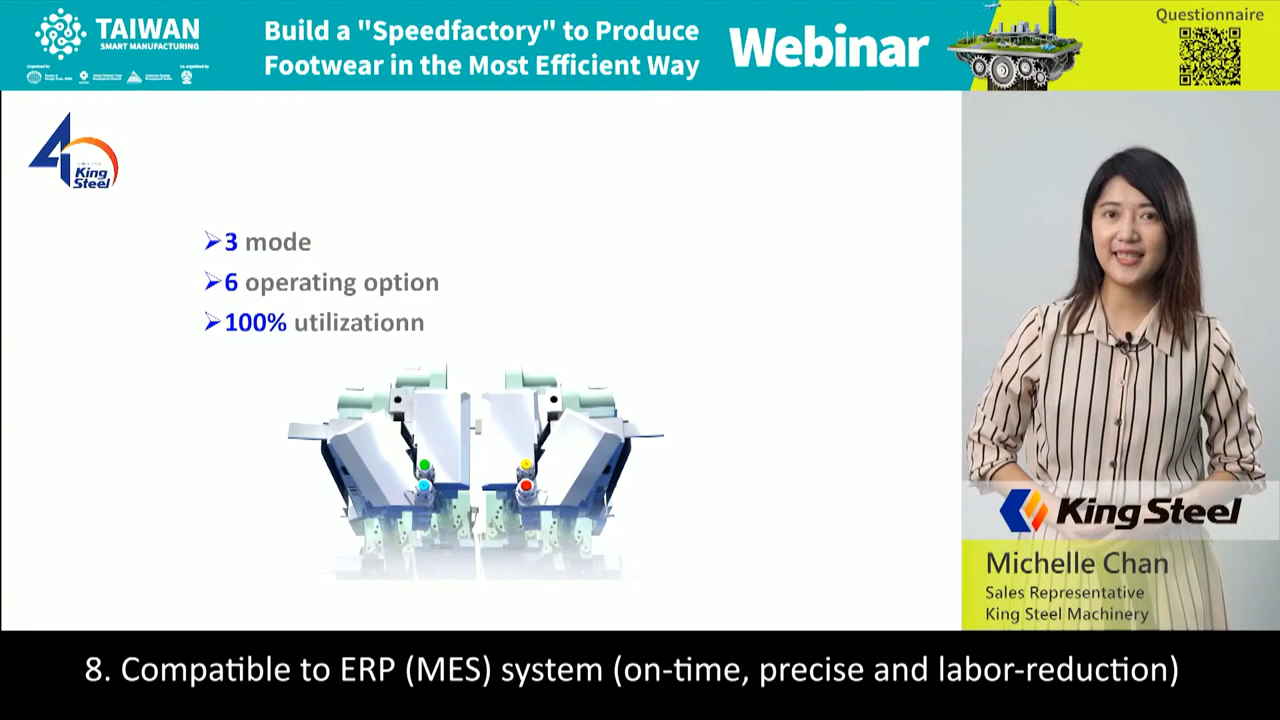 TAIWAN
SMART MANUFACTURING
Build a "Speedfactory" to Produce
Footwear in the Most Efficient Way
Webinar
Questionnaire
4
King
Steel
3 mode
6 operating option
100% utilizationn
King Steel
Michelle Chan
Sales Representative
King Steel Machinery
8. Compatible to ERP (MES) system (on-time, precise and labor-reduction)